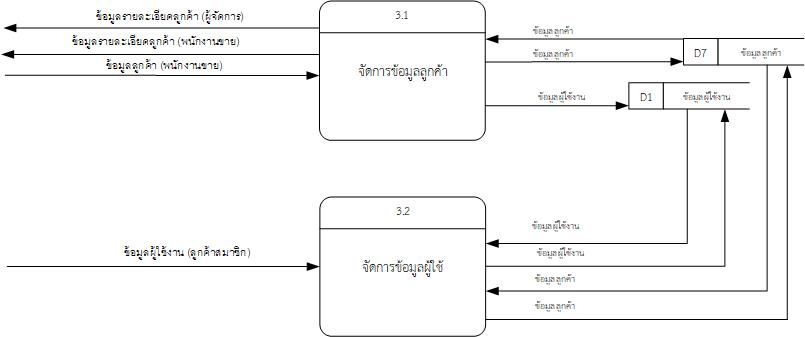 ข้อมูลรายละเอียดลูกค้า (ผู้จัดการ)
ข้อมูลรายละเอียดลูกค้า (พนักงานขาย)
ข้อมูลลูกค้า (พนักงานขาย)
3.1
จัดการข้อมูลลูกค้า
ข้อมูลลูกค้า
ข้อมูลลูกค้า
D7
ข้อมูลลูกค้า
ข้อมูลผู้ใช้งาน
D1
ข้อมูลผู้ใช้งาน
3.2
ข้อมูลผู้ใช้งาน (ลูกค้าสมาชิก)
จัดการข้อมูลผู้ใช้
ข้อมูลผู้ใช้งาน
ข้อมูลผู้ใช้งาน
ข้อมูลลูกค้า
ข้อมูลลูกค้า